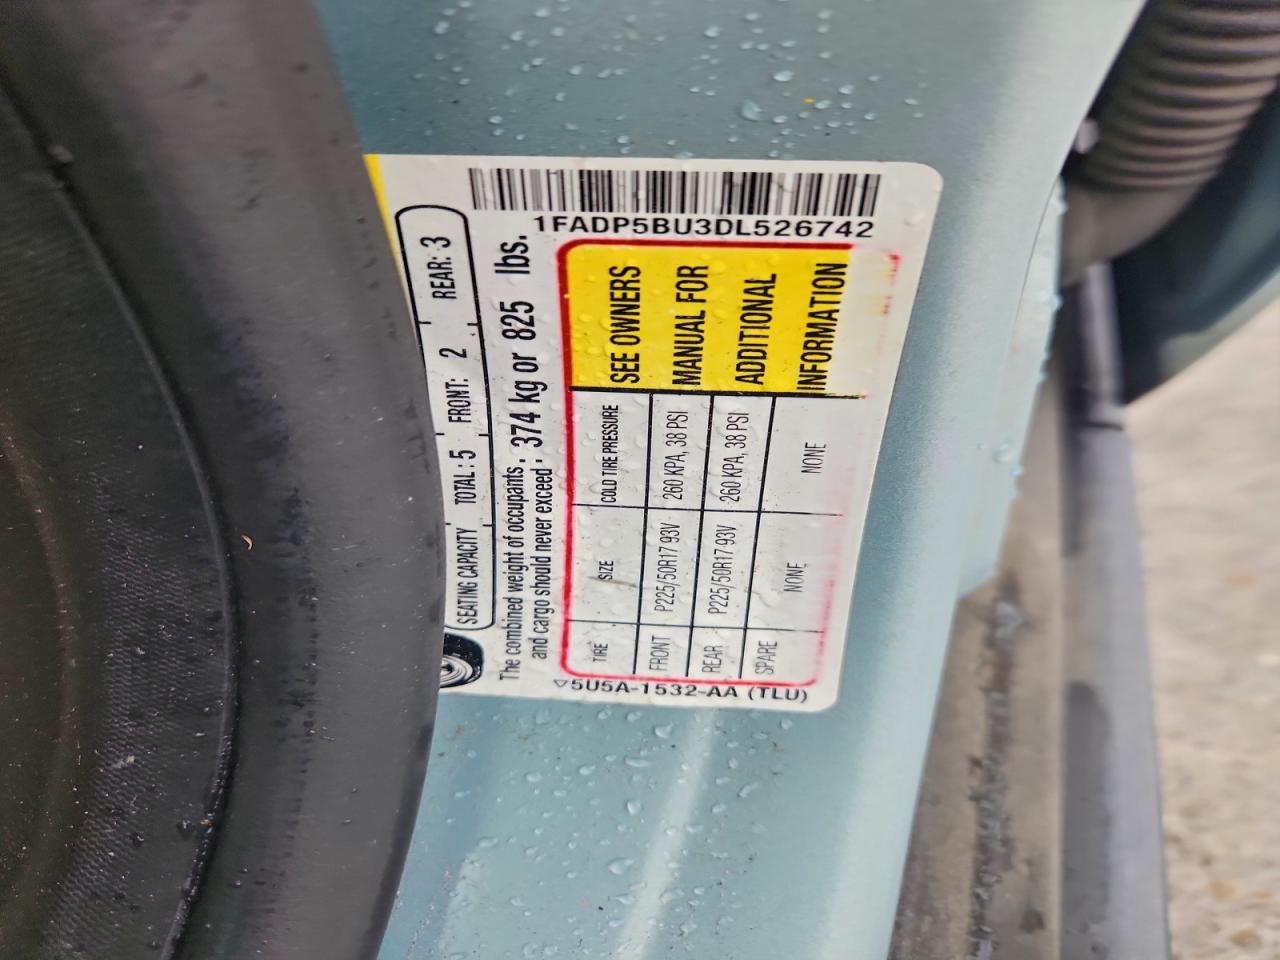 SEATING CAPACITY TOTAL: 5 FRONT: 2 REAR: 3
The combined weight of occupants : 374 kg or 825 lbs.
and cargo should never exceed :
TIRE SIZE COLD TIRE PRESSURE
FRONT P225/50R17 93V 260 KPA, 38 PSI
REAR P225/50R17 93V 260 KPA, 38 PSI
SPARE NONE NONE
SEE OWNERS
MANUAL FOR
ADDITIONAL
INFORMATION
1FADP5BU3DL526742
5U5A-1532-AA (TLU)